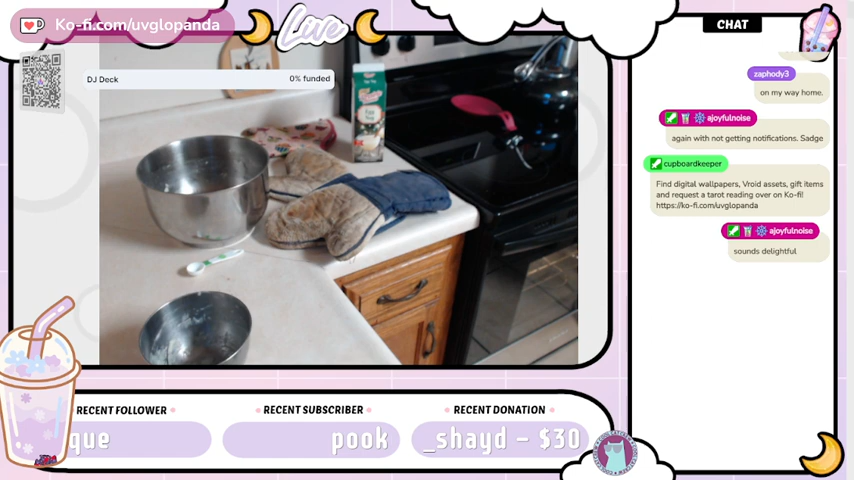 Ko-fi.com/uvglopanda
Live
DJ Deck
0% funded
CHAT
zaphody3
on my way home.
ajoyfulnoise
again with not getting notifications. Sadge
cupboardkeeper
Find digital wallpapers, Vroid assets, gift items
and request a tarot reading over on Ko-fi!
https://ko-fi.com/uvglopanda
ajoyfulnoise
sounds delightful
RECENT FOLLOWER
RECENT SUBSCRIBER
RECENT DONATION
que
pook
_shayd - $30